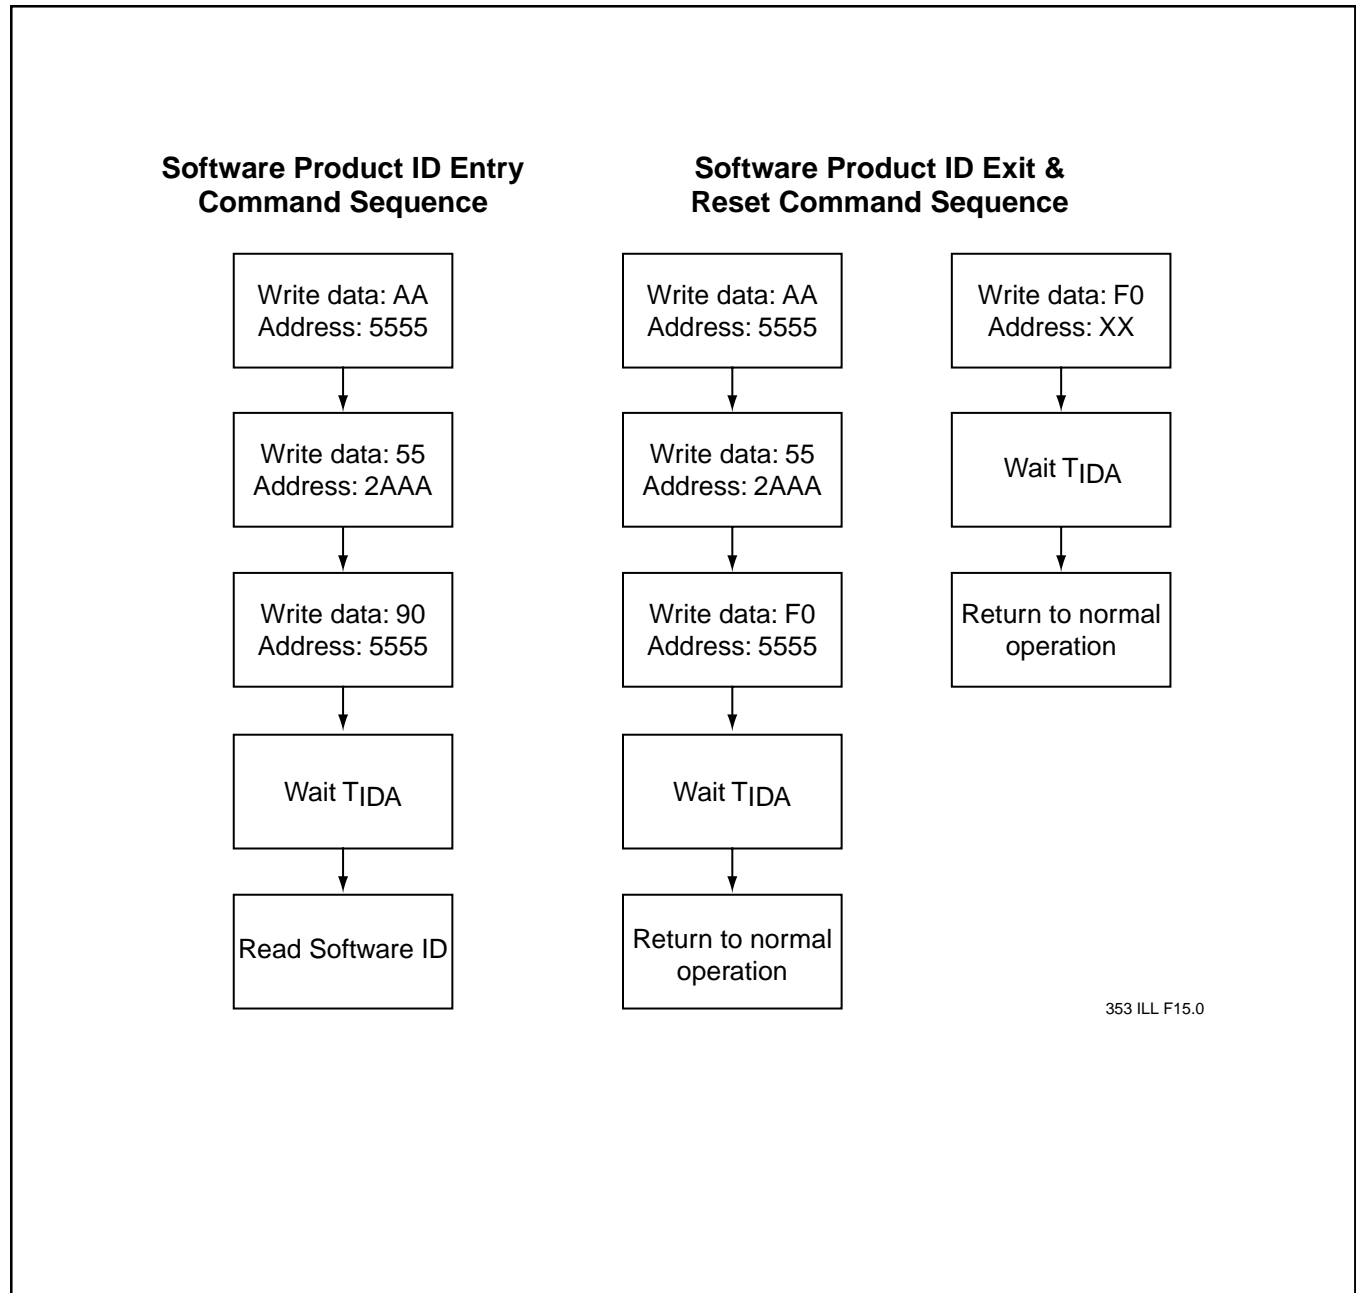 Software Product ID Entry
Command Sequence
Write data: AA
Address: 5555
Write data: 55
Address: 2AAA
Write data: 90
Address: 5555
Wait TIDA
Read Software ID
Software Product ID Exit &
Reset Command Sequence
Write data: AA
Address: 5555
Write data: 55
Address: 2AAA
Write data: F0
Address: 5555
Wait TIDA
Return to normal
operation
Write data: F0
Address: XX
Wait TIDA
Return to normal
operation
353 ILL F15.0